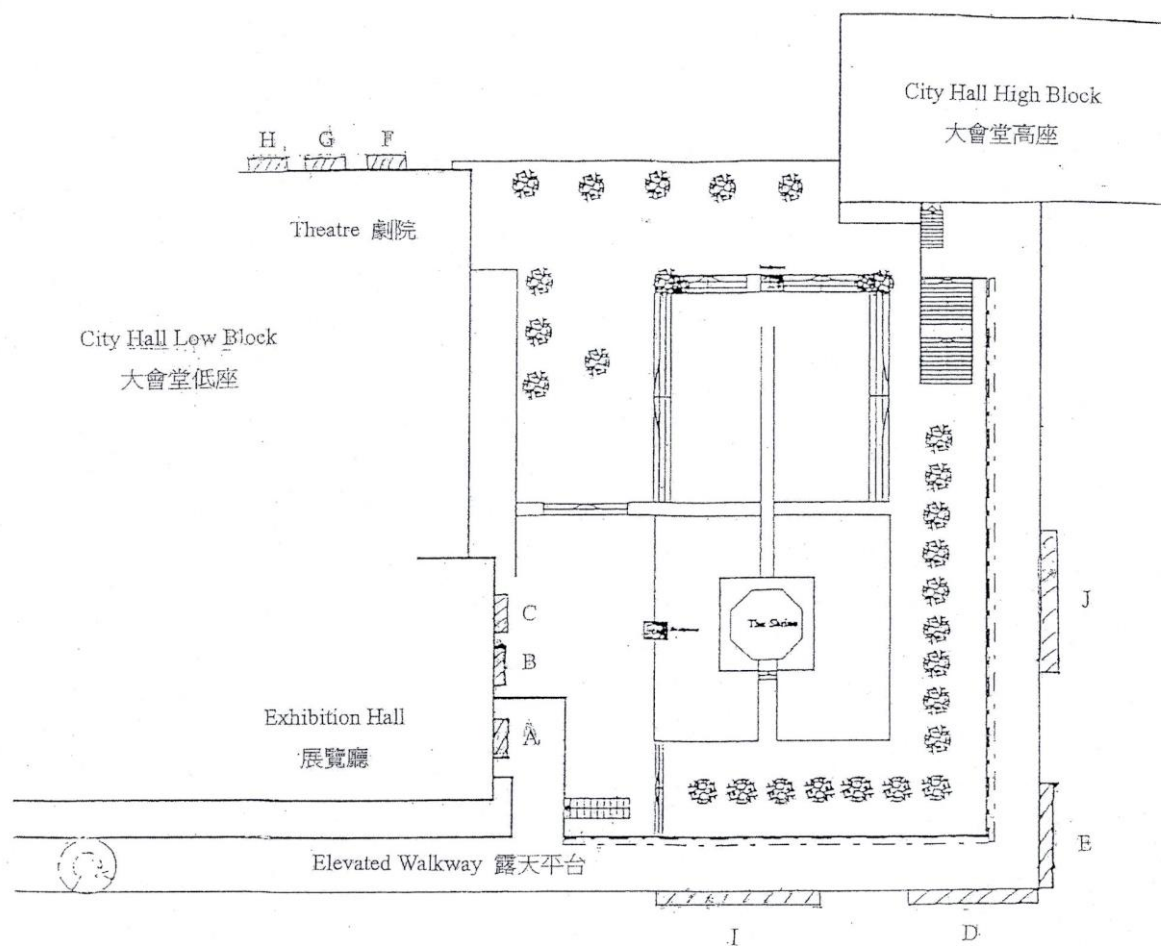 City Hall High Block
大會堂高座
H G F
Theatre 劇院
City Hall Low Block
大會堂低座
C
The Shrine
J
B
Exhibition Hall
A
展覽廳
E
Elevated Walkway 露天平台
I
D